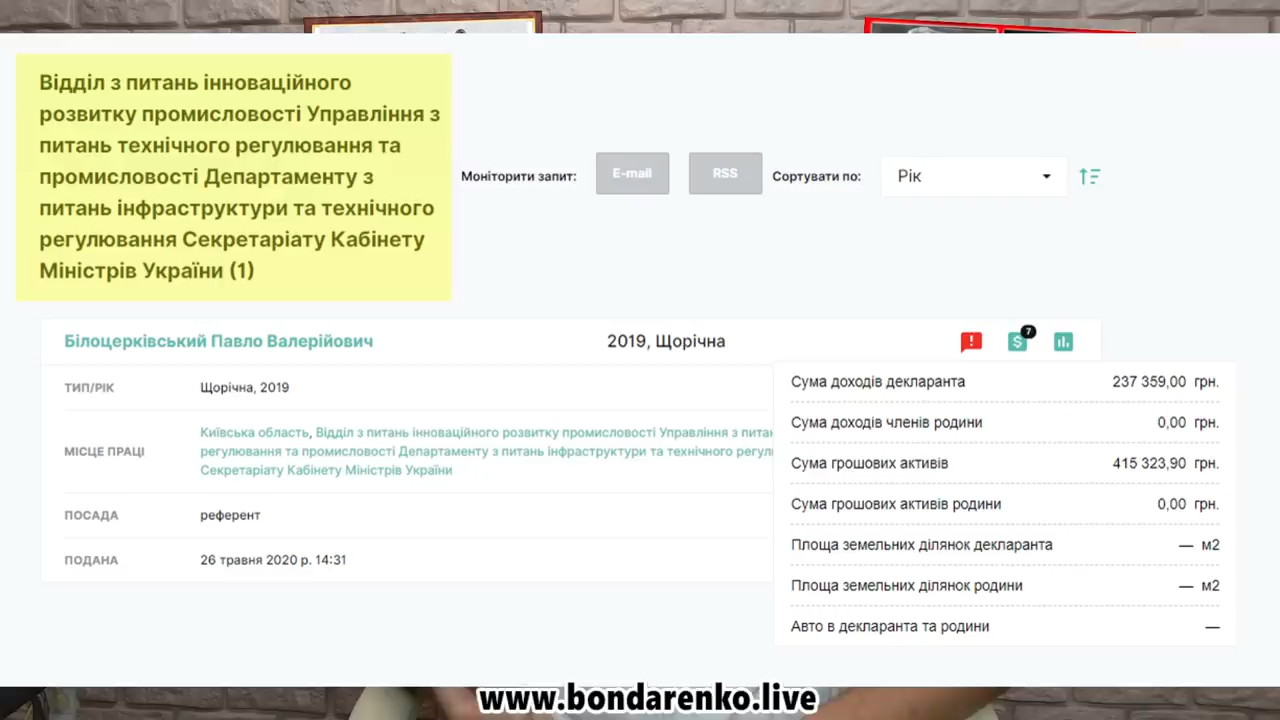 Відділ з питань інноваційного
розвитку промисловості Управління з
питань технічного регулювання та
промисловості Департаменту з
питань інфраструктури та технічного
регулювання Секретаріату Кабінету
Міністрів України (1)
Моніторити запит:
E-mail
RSS
Сортувати по:
Рік
Білоцерківський Павло Валерійович
2019, Щорічна
7
ТИП/РІК
Щорічна, 2019
МІСЦЕ ПРАЦІ
Київська область, Відділ з питань інноваційного розвитку промисловості Управління з питан
регулювання та промисловості Департаменту з питань інфраструктури та технічного регул
Секретаріату Кабінету Міністрів України
ПОСАДА
референт
ПОДАНА
26 травня 2020 р. 14:31
Сума доходів декларанта 237 359,00 грн.
Сума доходів членів родини 0,00 грн.
Сума грошових активів 415 323,90 грн.
Сума грошових активів родини 0,00 грн.
Площа земельних ділянок декларанта — м2
Площа земельних ділянок родини — м2
Авто в декларанта та родини —
www.bondarenko.live